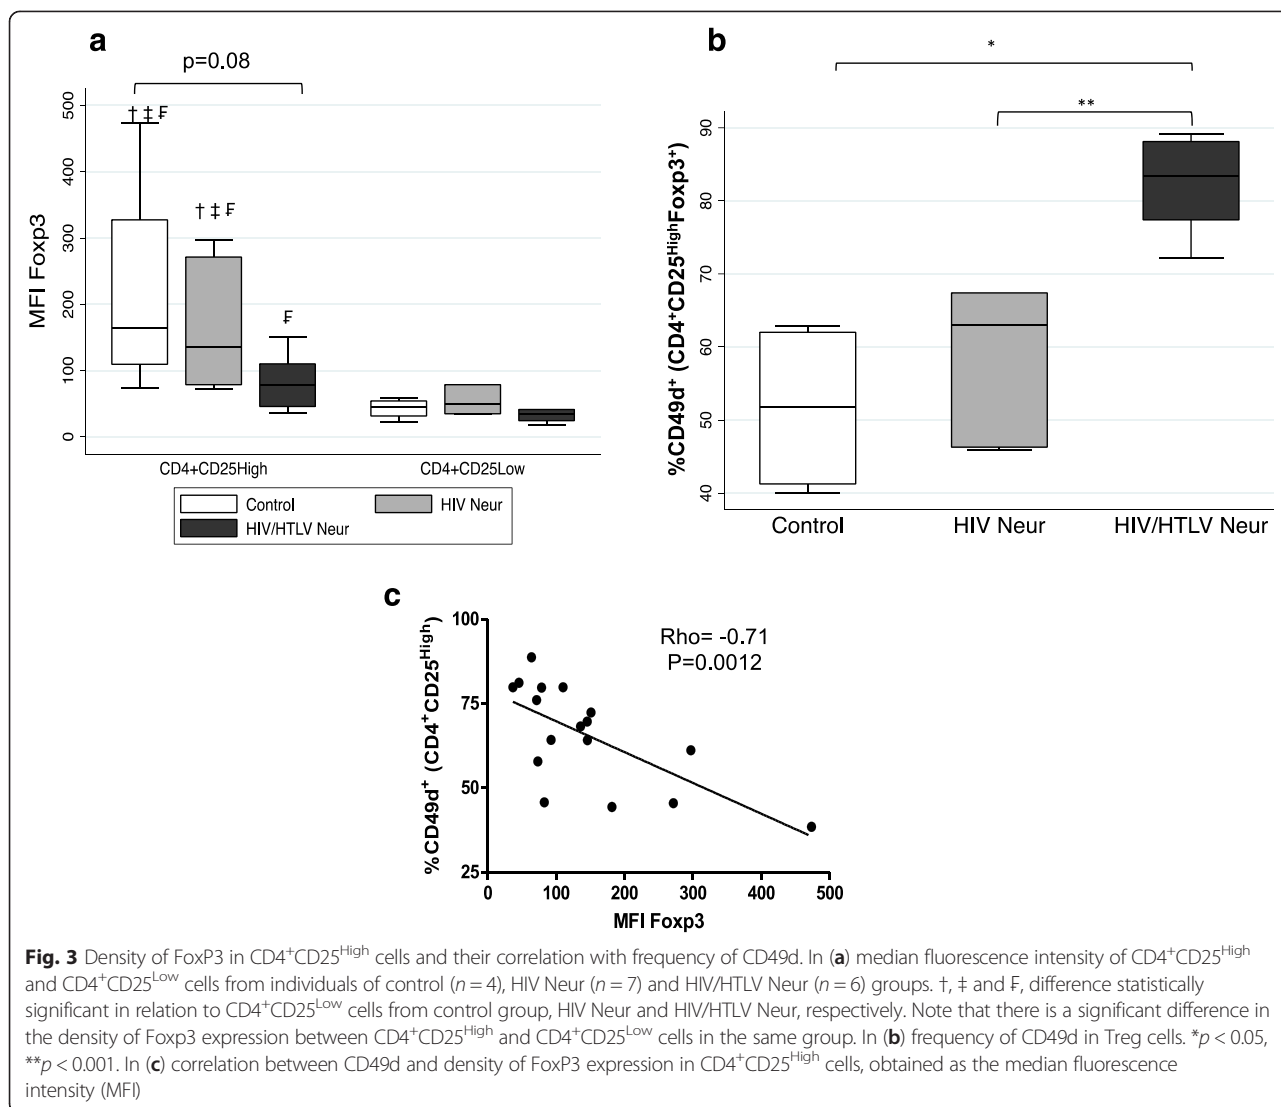 a
p=0.08
† ‡ ₣
† ‡ ₣
₣
MFI Foxp3
500
400
300
200
100
0
CD4+CD25High
CD4+CD25Low
Control
HIV Neur
HIV/HTLV Neur
b
*
**
%CD49d⁺ (CD4⁺CD25ᴴⁱᵍʰFoxp3⁺)
90
80
70
60
50
40
Control
HIV Neur
HIV/HTLV Neur
c
Rho= -0.71
P=0.0012
%CD49d⁺ (CD4⁺CD25ᴴⁱᵍʰ)
100
75
50
25
0
100
200
300
400
500
MFI Foxp3
Fig. 3 Density of FoxP3 in CD4⁺CD25ᴴⁱᵍʰ cells and their correlation with frequency of CD49d. In (a) median fluorescence intensity of CD4⁺CD25ᴴⁱᵍʰ
and CD4⁺CD25ᴸᵒʷ cells from individuals of control (n = 4), HIV Neur (n = 7) and HIV/HTLV Neur (n = 6) groups. †, ‡ and ₣, difference statistically
significant in relation to CD4⁺CD25ᴸᵒʷ cells from control group, HIV Neur and HIV/HTLV Neur, respectively. Note that there is a significant difference in
the density of Foxp3 expression between CD4⁺CD25ᴴⁱᵍʰ and CD4⁺CD25ᴸᵒʷ cells in the same group. In (b) frequency of CD49d in Treg cells. *p < 0.05,
**p < 0.001. In (c) correlation between CD49d and density of FoxP3 expression in CD4⁺CD25ᴴⁱᵍʰ cells, obtained as the median fluorescence
intensity (MFI)